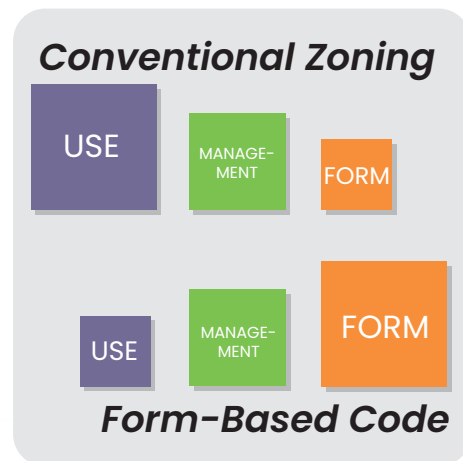 Conventional Zoning
USE
MANAGE-
MENT
FORM
USE
MANAGE-
MENT
FORM
Form-Based Code